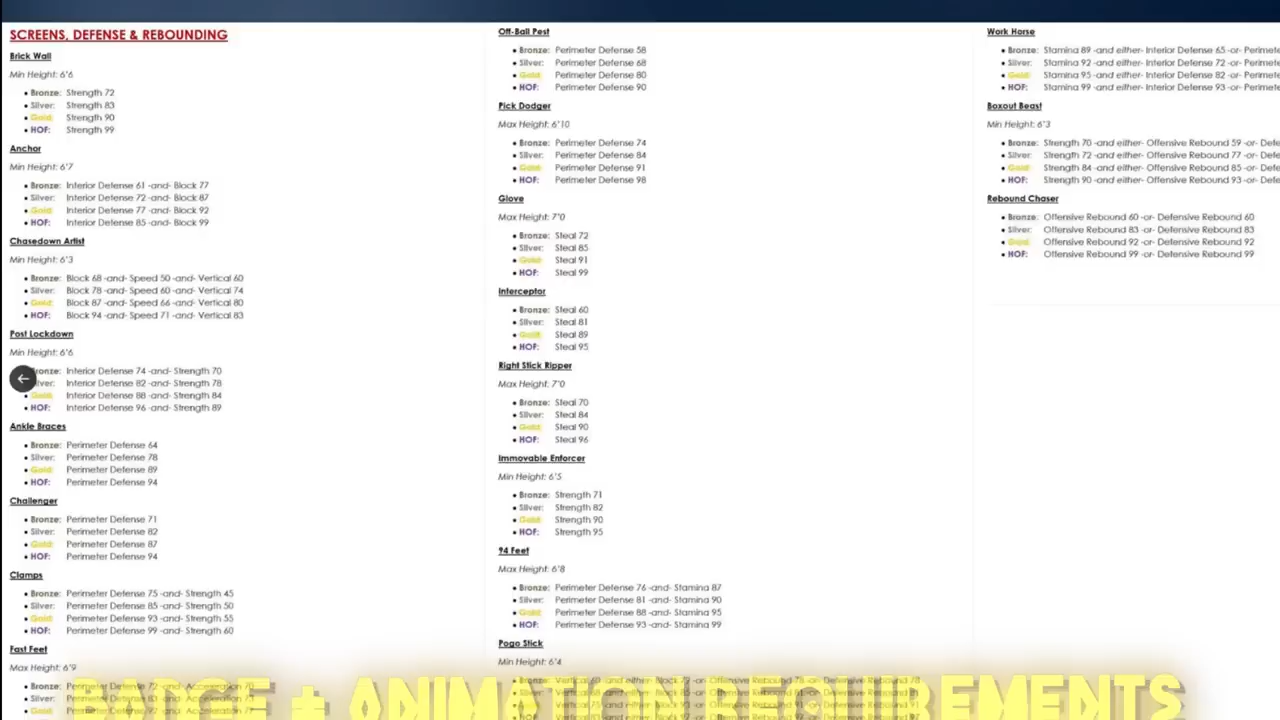 SCREENS, DEFENSE & REBOUNDING
Brick Wall
Min Height: 6'6
• Bronze: Strength 72
• Silver: Strength 83
• Gold: Strength 90
• HOF: Strength 99
Anchor
Min Height: 6'7
• Bronze: Interior Defense 61 -and- Block 77
• Silver: Interior Defense 72 -and- Block 87
• Gold: Interior Defense 77 -and- Block 92
• HOF: Interior Defense 85 -and- Block 99
Chasedown Artist
Min Height: 6'3
• Bronze: Block 68 -and- Speed 50 -and- Vertical 60
• Silver: Block 78 -and- Speed 60 -and- Vertical 74
• Gold: Block 87 -and- Speed 66 -and- Vertical 80
• HOF: Block 94 -and- Speed 71 -and- Vertical 83
Post Lockdown
Min Height: 6'6
ronze: Interior Defense 74 -and- Strength 70
lver: Interior Defense 82 -and- Strength 78
• Gold: Interior Defense 88 -and- Strength 84
• HOF: Interior Defense 96 -and- Strength 89
Ankle Braces
• Bronze: Perimeter Defense 64
• Silver: Perimeter Defense 78
• Gold: Perimeter Defense 89
• HOF: Perimeter Defense 94
Challenger
• Bronze: Perimeter Defense 71
• Silver: Perimeter Defense 82
• Gold: Perimeter Defense 87
• HOF: Perimeter Defense 94
Clamps
• Bronze: Perimeter Defense 75 -and- Strength 45
• Silver: Perimeter Defense 85 -and- Strength 50
• Gold: Perimeter Defense 93 -and- Strength 55
• HOF: Perimeter Defense 99 -and- Strength 60
Fast Feet
Max Height: 6'9
• Bronze: Perimeter Defense 72 -and- Acceleration 70
• Silver: Perimeter Defense 83 -and- Acceleration
• Gold: Perimeter Defense 92 -and- Acceleration
Off-Ball Pest
• Bronze: Perimeter Defense 58
• Silver: Perimeter Defense 68
• Gold: Perimeter Defense 80
• HOF: Perimeter Defense 90
Pick Dodger
Max Height: 6'10
• Bronze: Perimeter Defense 74
• Silver: Perimeter Defense 84
• Gold: Perimeter Defense 91
• HOF: Perimeter Defense 98
Glove
Max Height: 7'0
• Bronze: Steal 72
• Silver: Steal 85
• Gold: Steal 91
• HOF: Steal 99
Interceptor
• Bronze: Steal 60
• Silver: Steal 81
• Gold: Steal 89
• HOF: Steal 95
Right Stick Ripper
Max Height: 7'0
• Bronze: Steal 70
• Silver: Steal 84
• Gold: Steal 90
• HOF: Steal 96
Immovable Enforcer
Min Height: 6'5
• Bronze: Strength 71
• Silver: Strength 82
• Gold: Strength 90
• HOF: Strength 95
94 Feet
Max Height: 6'8
• Bronze: Perimeter Defense 76 -and- Stamina 87
• Silver: Perimeter Defense 81 -and- Stamina 90
• Gold: Perimeter Defense 88 -and- Stamina 95
• HOF: Perimeter Defense 93 -and- Stamina 99
Pogo Stick
Min Height: 6'4
Work Horse
• Bronze: Stamina 89 -and either- Interior Defense 65 -or- Perimete
• Silver: Stamina 92 -and either- Interior Defense 72 -or- Perimete
• Gold: Stamina 95 -and either- Interior Defense 82 -or- Perimete
• HOF: Stamina 99 -and either- Interior Defense 93 -or- Perimete
Boxout Beast
Min Height: 6'3
• Bronze: Strength 70 -and either- Offensive Rebound 59 -or- Defe
• Silver: Strength 72 -and either- Offensive Rebound 77 -or- Defe
• Gold: Strength 84 -and either- Offensive Rebound 85 -or- Defe
• HOF: Strength 90 -and either- Offensive Rebound 93 -or- Defe
Rebound Chaser
• Bronze: Offensive Rebound 60 -or- Defensive Rebound 60
• Silver: Offensive Rebound 83 -or- Defensive Rebound 83
• Gold: Offensive Rebound 92 -or- Defensive Rebound 92
• HOF: Offensive Rebound 99 -or- Defensive Rebound 99